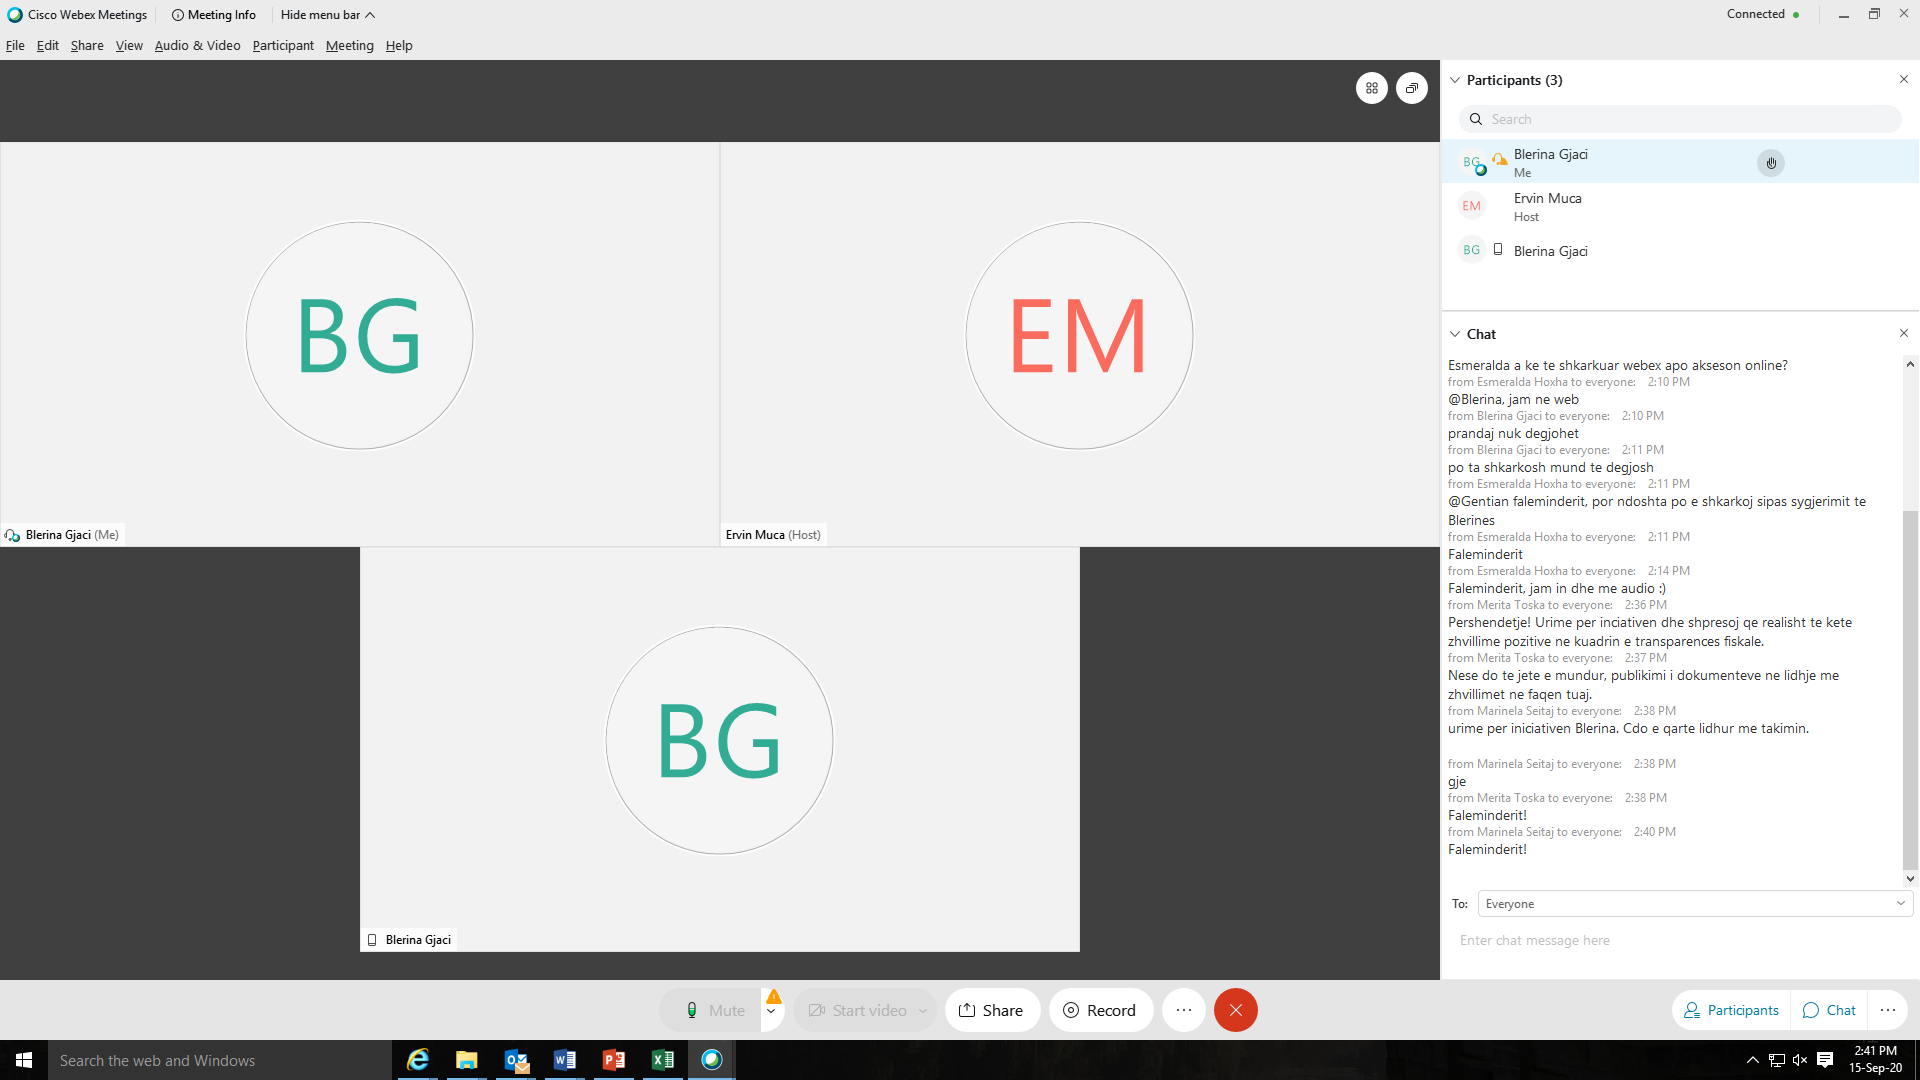 Cisco Webex Meetings
Meeting Info
Hide menu bar
Connected
File Edit Share View Audio & Video Participant Meeting Help
BG
Blerina Gjaci (Me)
EM
Ervin Muca (Host)
BG
Blerina Gjaci
Participants (3)
Search
BG
Blerina Gjaci
Me
EM
Ervin Muca
Host
BG
Blerina Gjaci
Chat
Esmeralda a ke te shkarkuar webex apo akseson online?
from Esmeralda Hoxha to everyone: 2:10 PM
@Blerina, jam ne web
from Blerina Gjaci to everyone: 2:10 PM
prandaj nuk degjohet
from Blerina Gjaci to everyone: 2:11 PM
po ta shkarkosh mund te degjosh
from Esmeralda Hoxha to everyone: 2:11 PM
@Gentian faleminderit, por ndoshta po e shkarkoj sipas sygjerimit te
Blerines
from Esmeralda Hoxha to everyone: 2:11 PM
Faleminderit
from Esmeralda Hoxha to everyone: 2:14 PM
Faleminderit, jam in dhe me audio :)
from Merita Toska to everyone: 2:36 PM
Pershendetje! Urime per inciativen dhe shpresoj qe realisht te kete
zhvillime pozitive ne kuadrin e transparences fiskale.
from Merita Toska to everyone: 2:37 PM
Nese do te jete e mundur, publikimi i dokumenteve ne lidhje me
zhvillimet ne faqen tuaj.
from Marinela Seitaj to everyone: 2:38 PM
urime per iniciativen Blerina. Cdo e qarte lidhur me takimin.
from Marinela Seitaj to everyone: 2:38 PM
gje
from Merita Toska to everyone: 2:38 PM
Faleminderit!
from Marinela Seitaj to everyone: 2:40 PM
Faleminderit!
To: Everyone
Enter chat message here
Mute
Start video
Share
Record
Participants
Chat
Search the web and Windows
2:41 PM
15-Sep-20